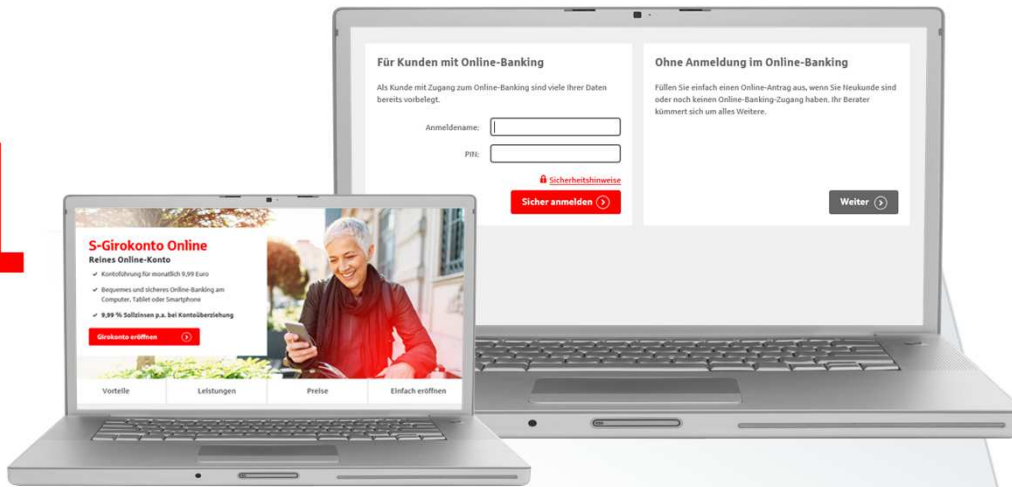 Für Kunden mit Online-Banking
Als Kunde mit Zugang zum Online-Banking sind viele Ihrer Daten
bereits vorbelegt.
Anmeldename:
PIN:
Sicherheitshinweise
Sicher anmelden
Ohne Anmeldung im Online-Banking
Füllen Sie einfach einen Online-Antrag aus, wenn Sie Neukunde sind
oder noch keinen Online-Banking-Zugang haben. Ihr Berater
kümmert sich um alles Weitere.
Weiter
S-Girokonto Online
Reines Online-Konto
✓ Kontoführung für monatlich 9,99 Euro
✓ Bequemes und sicheres Online-Banking am
Computer, Tablet oder Smartphone
✓ 9,99 % Sollzinsen p.a. bei Kontoüberziehung
Girokonto eröffnen
Vorteile Leistungen Preise Einfach eröffnen